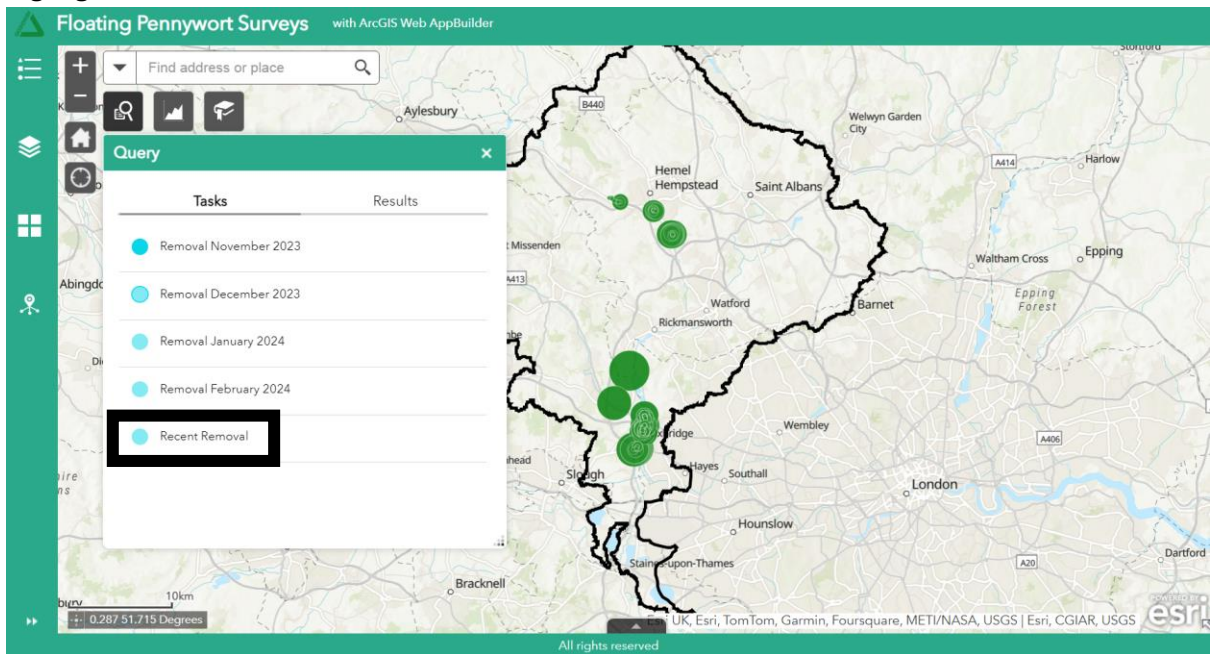 Floating Pennywort Surveys with ArcGIS Web AppBuilder
Find address or place
Query
Tasks Results
Removal November 2023
Removal December 2023
Removal January 2024
Removal February 2024
Recent Removal
Aylesbury
B440
Welwyn Garden
City
A414
Harlow
Hemel
Hempstead
Saint Albans
Missenden
Waltham Cross
Epping
A413
Epping
Forest
Watford
Barnet
Rickmansworth
Wembley
A406
Slough
Hayes
Southall
London
Hounslow
Staines-upon-Thames
A20
Dartford
Bracknell
10km
0.287 51.715 Degrees
Esri UK, Esri, TomTom, Garmin, Foursquare, METI/NASA, USGS | Esri, CGIAR, USGS
POWERED BY
esri
All rights reserved